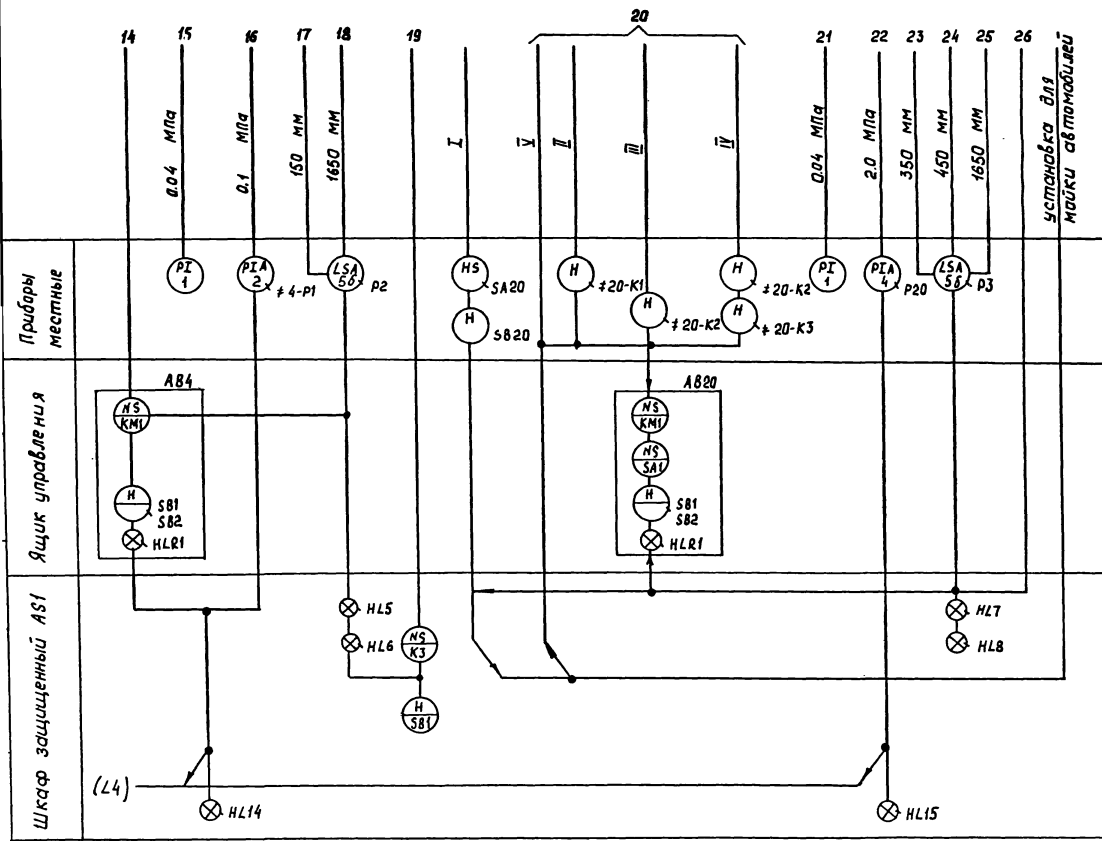 14
15
16
17
18
19
20
21
22
23
24
25
26
0.04 МПа
0.1 МПа
150 мм
1650 мм
I
V
II
III
IV
0.04 МПа
2.0 МПа
350 мм
450 мм
1650 мм
установка для
мойки автомобилей
Приборы
местные
PI
1
PIA
2
‡4-P1
LSA
5б
P2
HS
SA20
H
SB20
H
‡20-K1
H
‡20-K2
H
‡20-K2
H
‡20-K3
PI
1
PIA
4
P20
LSA
5б
P3
Ящик управления
AB4
NS
KM1
H
SB1
SB2
HLR1
AB20
NS
KM1
NS
SA1
H
SB1
SB2
HLR1
Шкаф защищенный AS1
HL5
HL6
NS
K3
H
SB1
HL7
HL8
(L4)
HL14
HL15